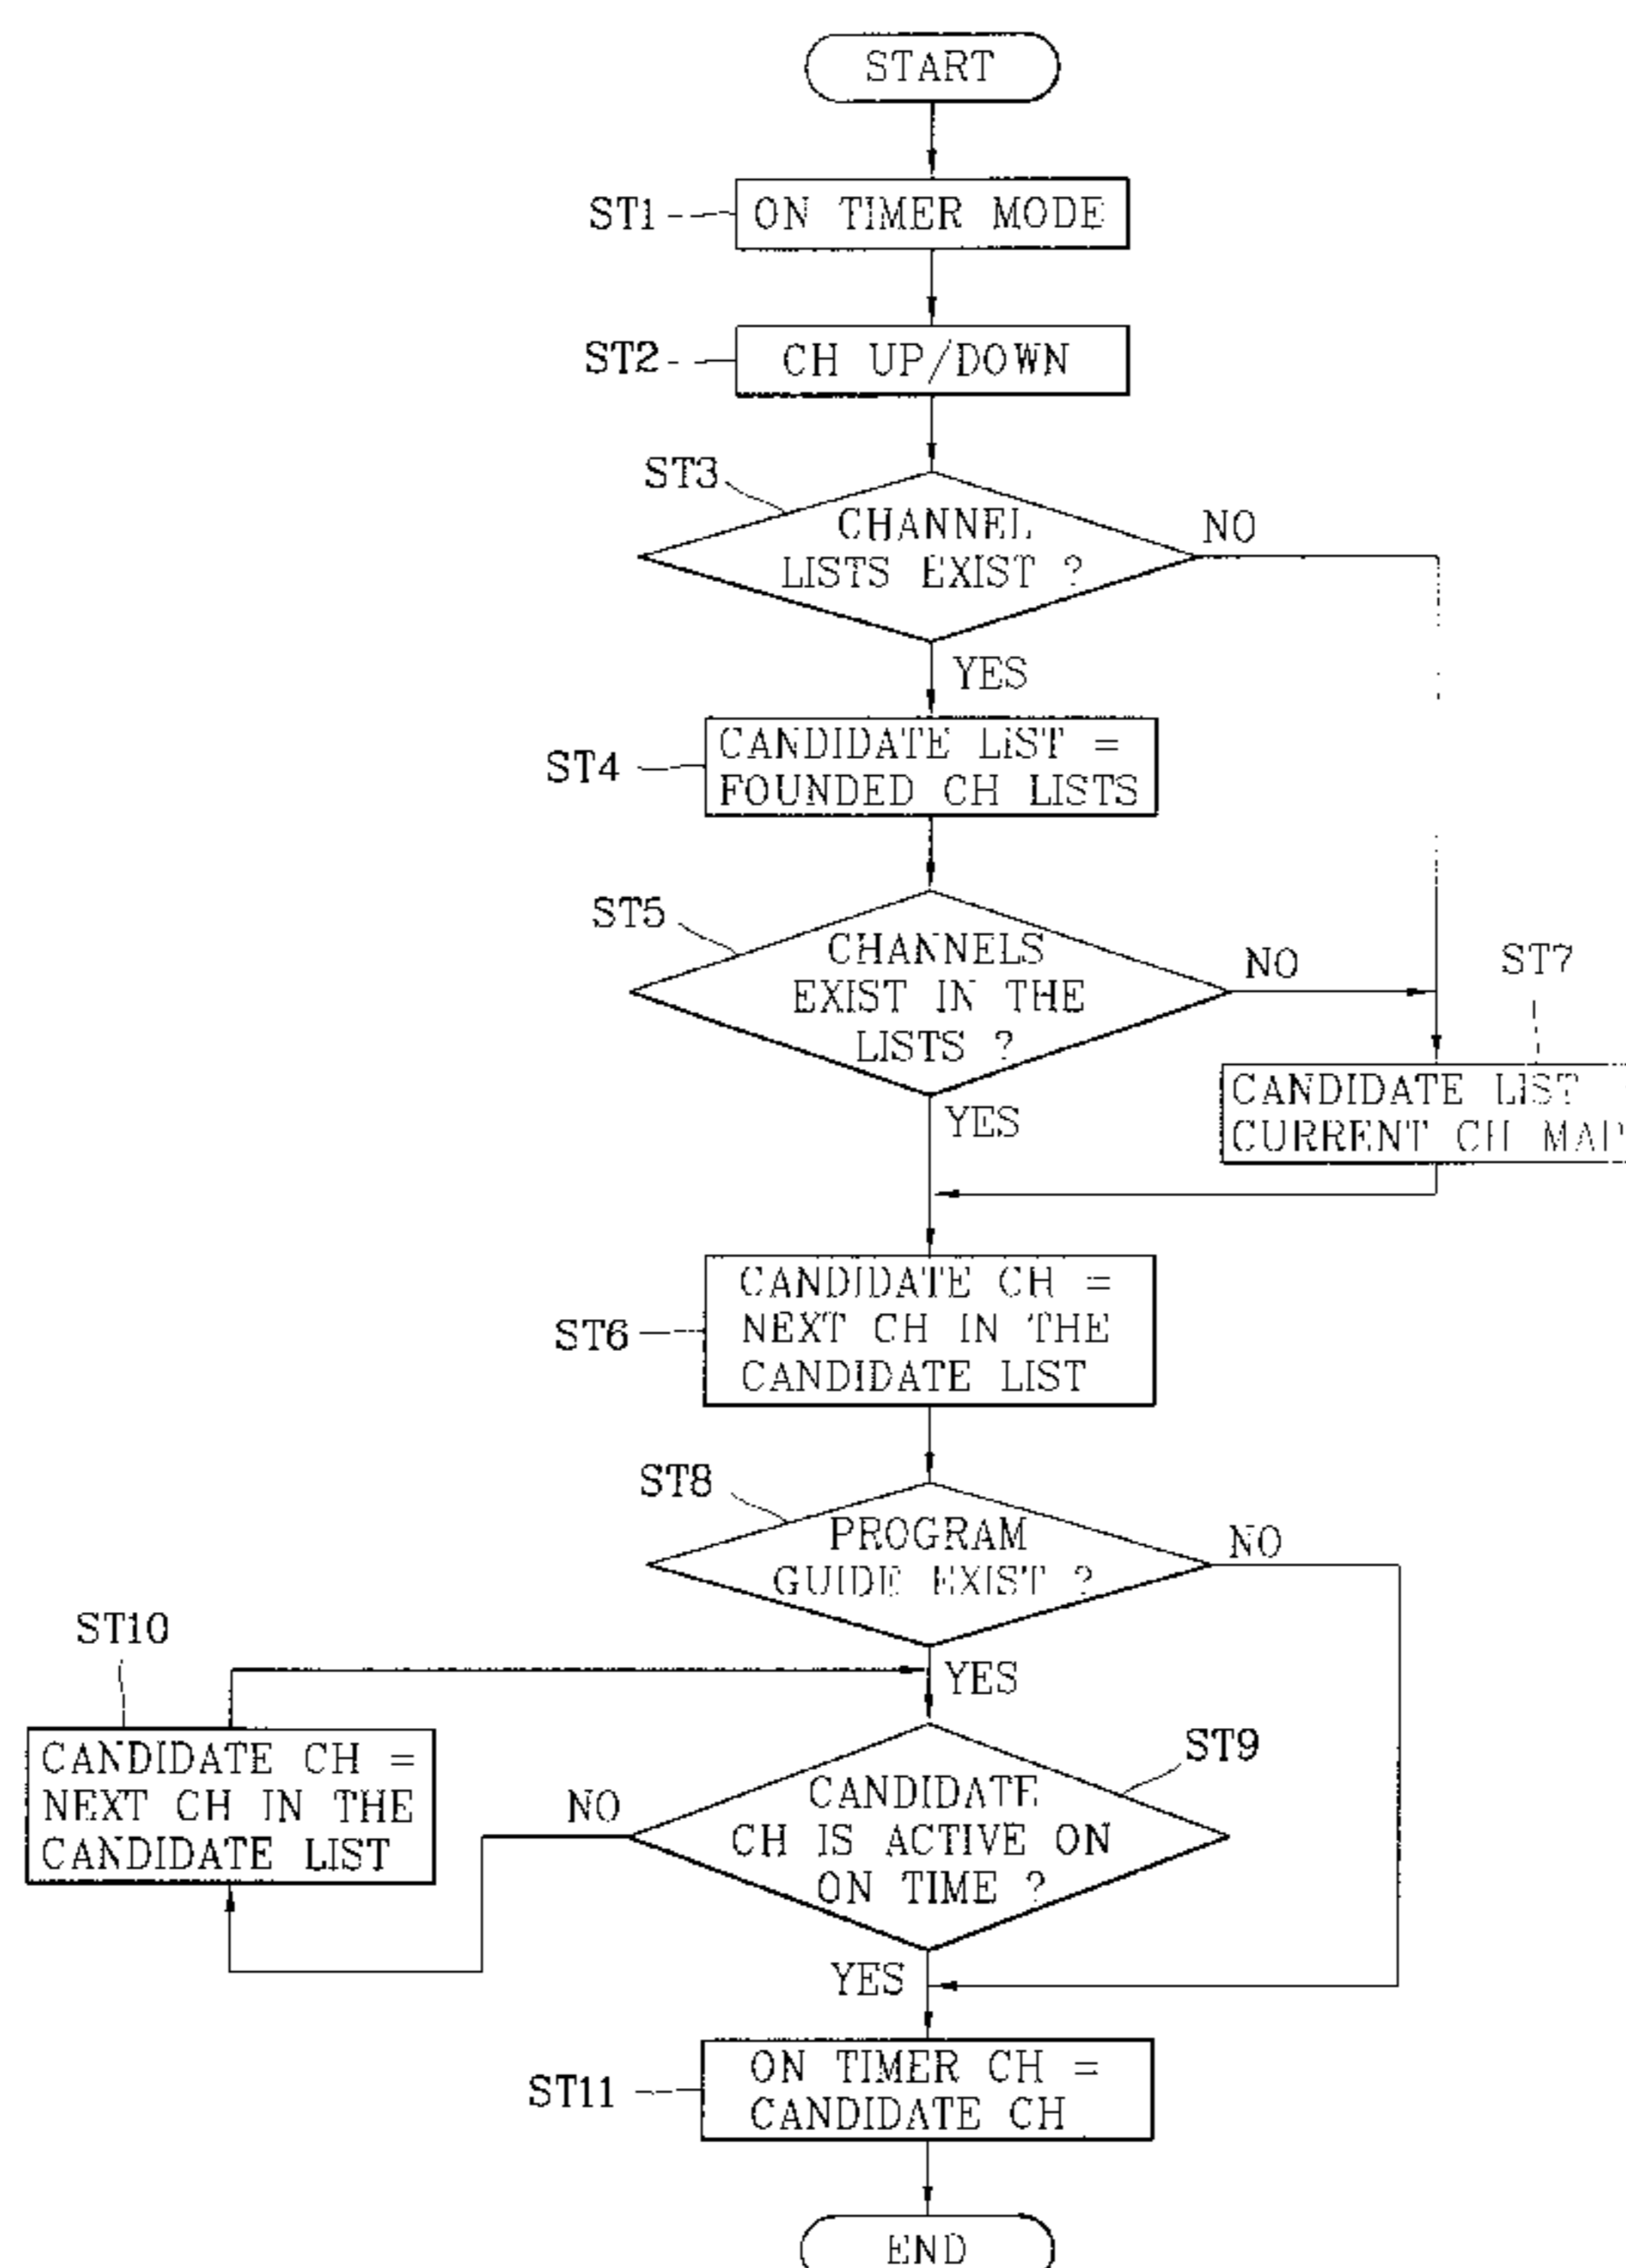 START
ST1
ON TIMER MODE
ST2
CH UP/DOWN
ST3
CHANNEL
LISTS EXIST ?
NO
YES
ST4
CANDIDATE LIST =
FOUNDED CH LISTS
ST5
CHANNELS
EXIST IN THE
LISTS ?
NO
YES
ST7
CANDIDATE LIST
CURRENT CH MAP
ST6
CANDIDATE CH =
NEXT CH IN THE
CANDIDATE LIST
ST8
PROGRAM
GUIDE EXIST ?
NO
YES
ST10
CANDIDATE CH =
NEXT CH IN THE
CANDIDATE LIST
ST9
CANDIDATE
CH IS ACTIVE ON
ON TIME ?
NO
YES
ST11
ON TIMER CH =
CANDIDATE CH
END